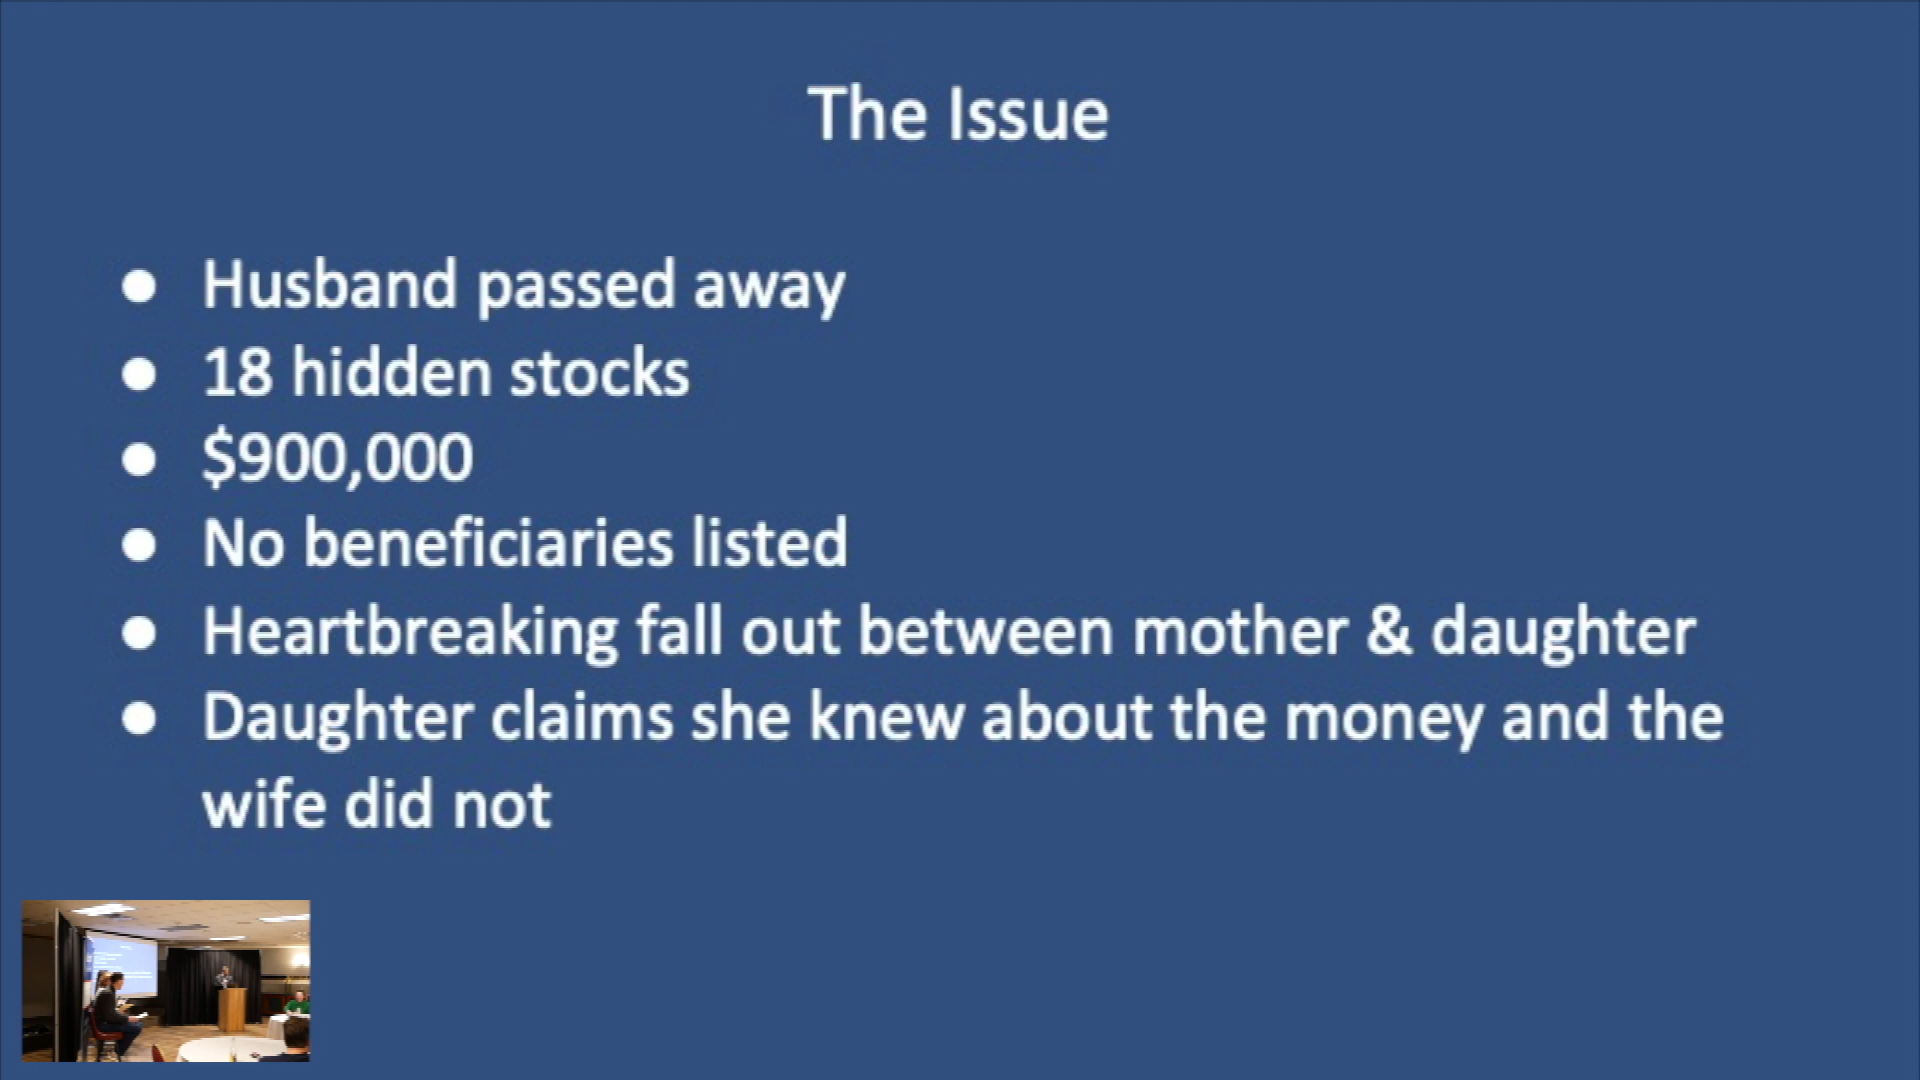 The Issue
● Husband passed away
● 18 hidden stocks
● $900,000
● No beneficiaries listed
● Heartbreaking fall out between mother & daughter
● Daughter claims she knew about the money and the
wife did not